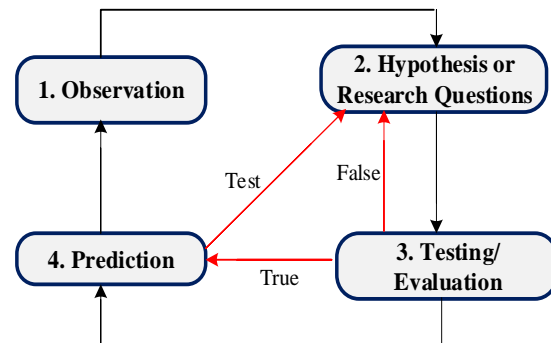 1. Observation
2. Hypothesis or
Research Questions
Test
False
4. Prediction
True
3. Testing/
Evaluation